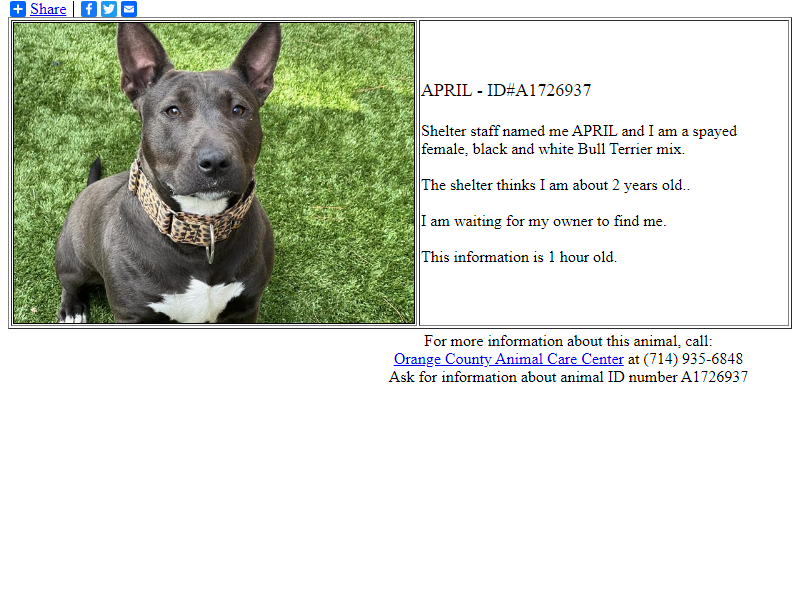 Share |
APRIL - ID#A1726937
Shelter staff named me APRIL and I am a spayed
female, black and white Bull Terrier mix.
The shelter thinks I am about 2 years old..
I am waiting for my owner to find me.
This information is 1 hour old.
For more information about this animal, call:
Orange County Animal Care Center at (714) 935-6848
Ask for information about animal ID number A1726937